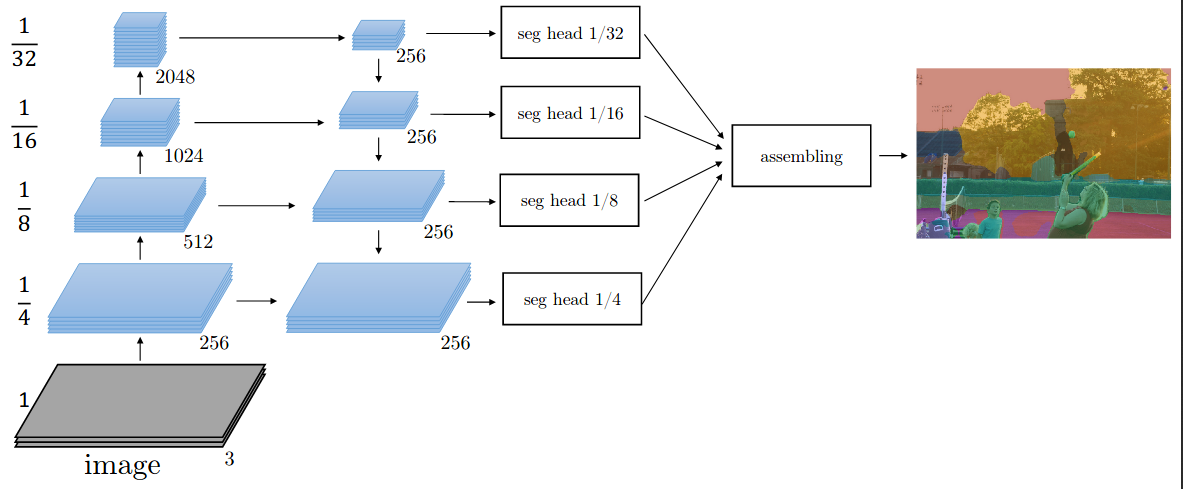 1/32
2048
256
seg head 1/32
1/16
1024
256
seg head 1/16
assembling
1/8
512
256
seg head 1/8
1/4
256
256
seg head 1/4
1
3
image